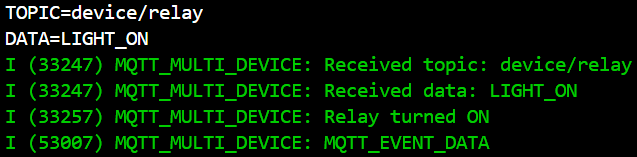 TOPIC=device/relay
DATA=LIGHT_ON
I (33247) MQTT_MULTI_DEVICE: Received topic: device/relay
I (33247) MQTT_MULTI_DEVICE: Received data: LIGHT_ON
I (33257) MQTT_MULTI_DEVICE: Relay turned ON
I (53007) MQTT_MULTI_DEVICE: MQTT_EVENT_DATA